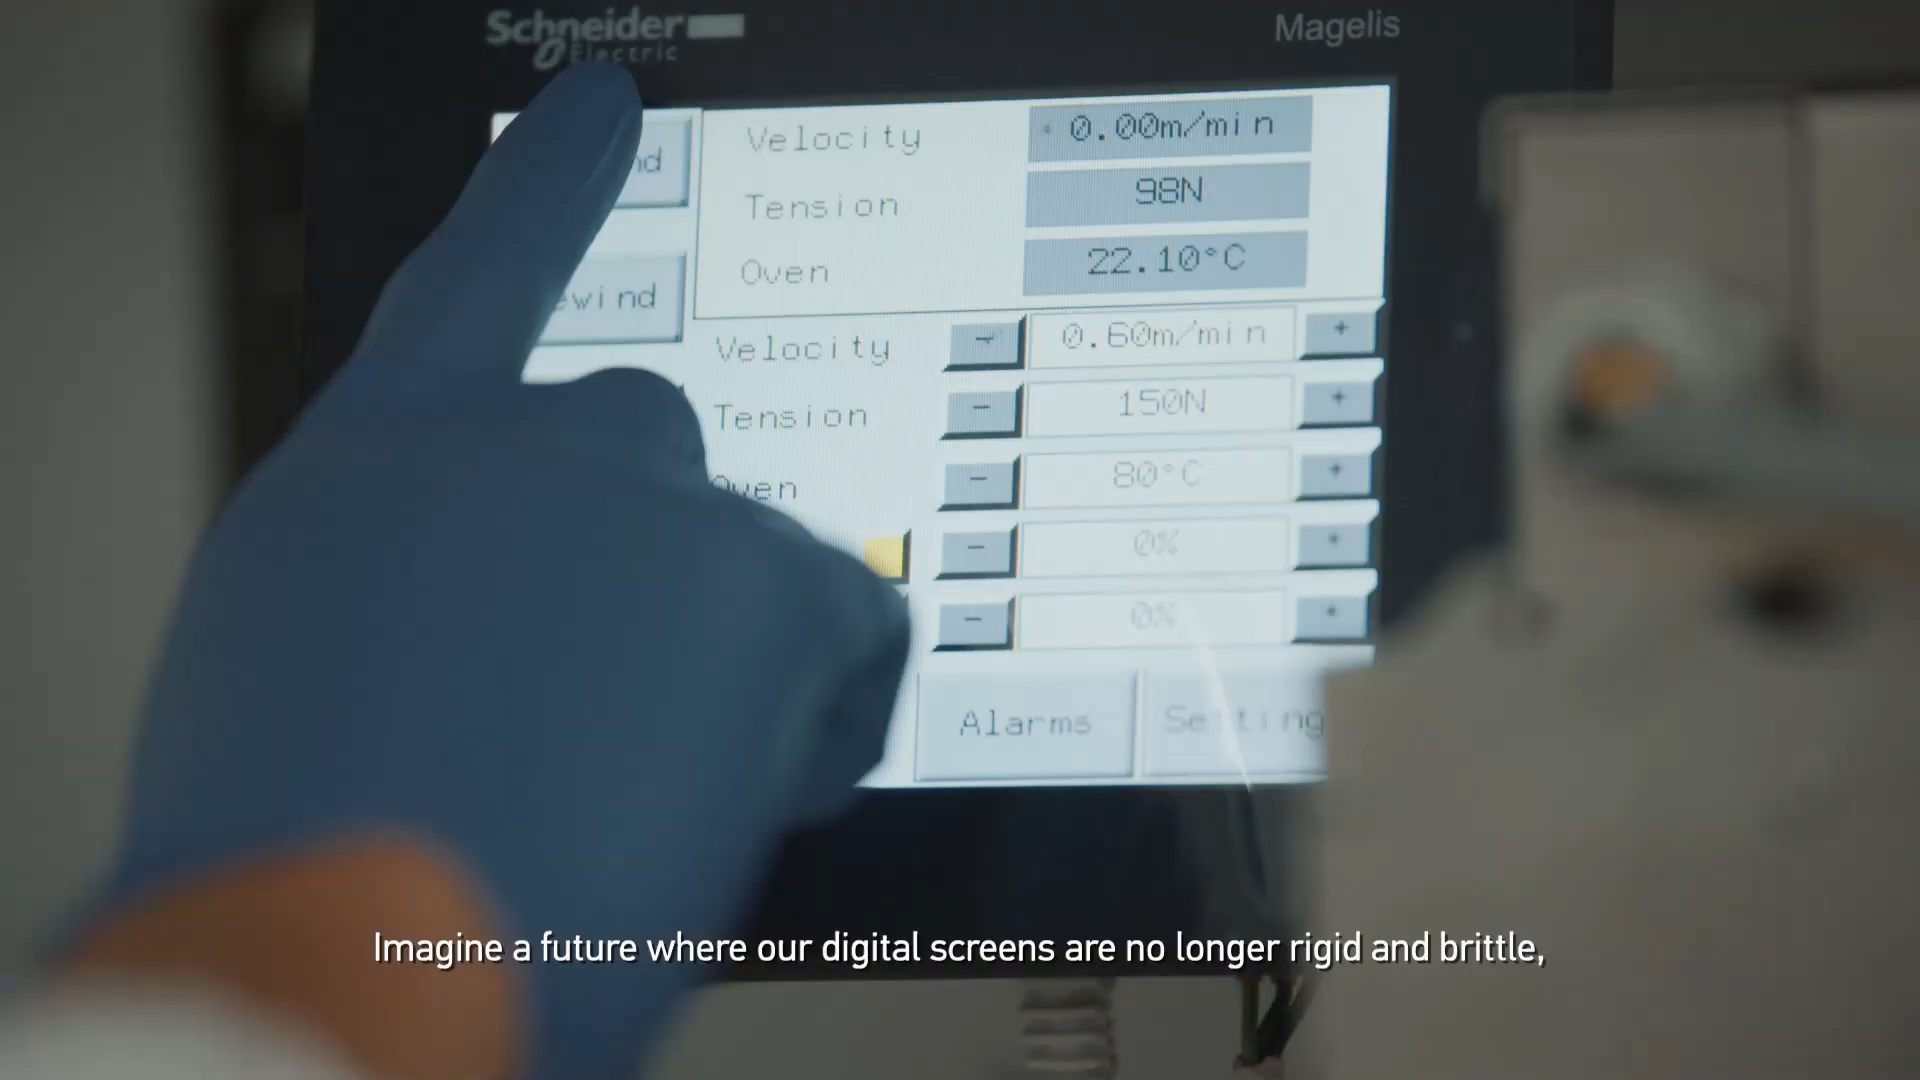 Schneider
Electric
Magelis
Velocity 0.00m/min
Tension 98N
Oven 22.10°C
Velocity - 0.60m/min +
Tension - 150N +
Oven - 80°C +
- 0% +
- 0% +
Alarms
Imagine a future where our digital screens are no longer rigid and brittle,